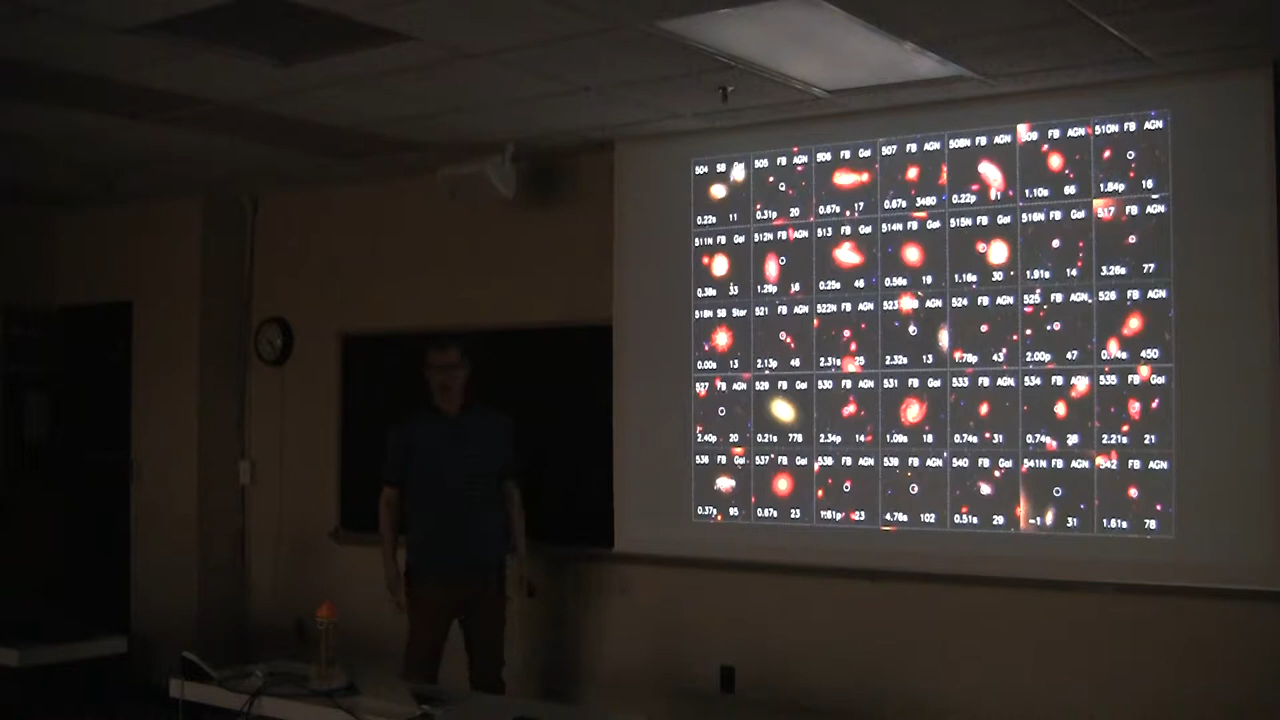 504 SB Gal 505 FB AGN 506 FB Gal 507 FB AGN 508N FB AGN 509 FB AGN 510N FB AGN
0.22s 11 0.31p 20 0.67s 17 0.67s 3480 0.22p 1.10s 66 1.84p 16
511N FB Gal 512N FB AGN 513 FB Gal 514N FB Gal 515N FB Gal 516N FB Gal 517 FB AGN
0.38s 33 1.29p 16 0.25s 46 0.56s 19 1.16s 30 1.91s 14 3.26s 77
518N SB Star 521 FB AGN 522N FB AGN 523 AGN 524 FB AGN 525 FB AGN 526 FB AGN
0.00s 13 2.13p 46 2.31s 25 2.32s 13 1.78p 43 2.00p 47 0.74s 450
527 FB AGN 529 FB Gal 530 FB AGN 531 FB Gal 533 FB AGN 534 FB AGN 535 FB Gal
2.40p 20 0.21s 778 2.34p 14 1.09s 18 0.74s 31 0.74s 28 2.21s 21
536 FB Gal 537 FB Gal 538 FB AGN 539 FB AGN 540 FB Gal 541N FB AGN 542 FB AGN
0.37s 95 0.67s 23 1.61p 23 4.76s 102 0.51s 29 -1 31 1.61s 78